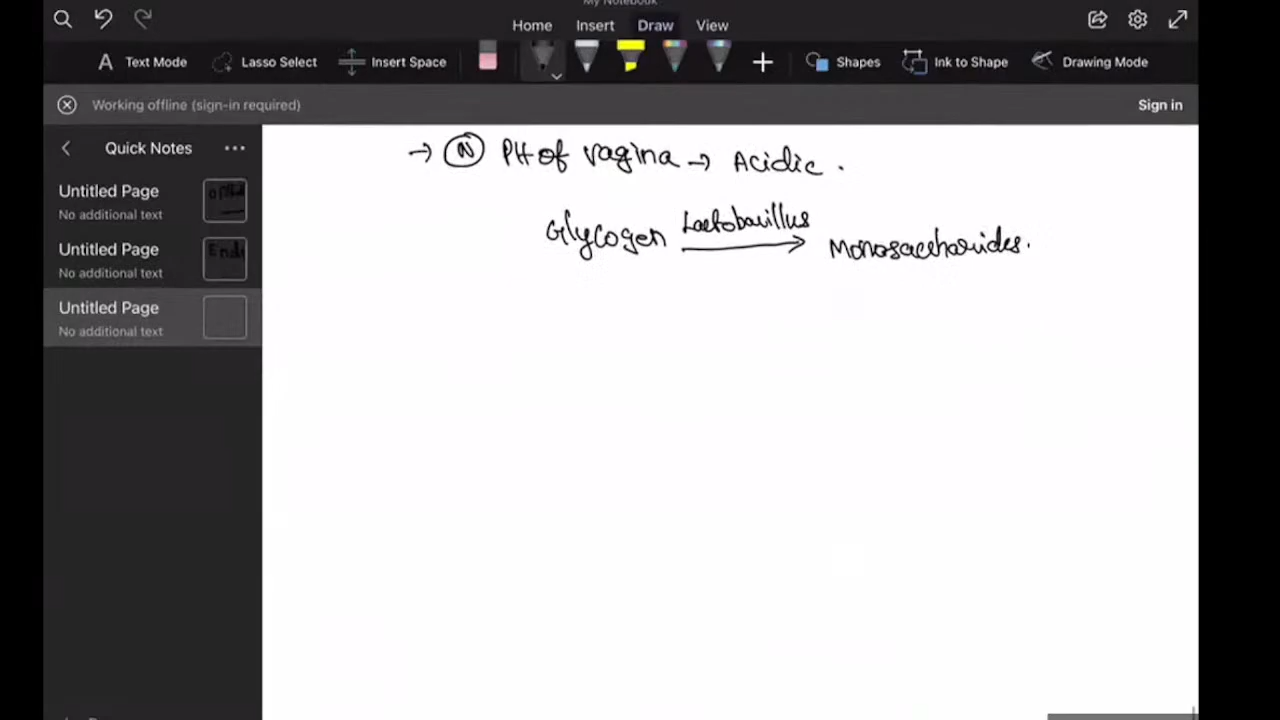 My Notebook
Home Insert Draw View
Text Mode Lasso Select Insert Space Shapes Ink to Shape Drawing Mode
Working offline (sign-in required) Sign in
Quick Notes
Untitled Page
No additional text
Untitled Page
No additional text
Untitled Page
No additional text
→ Ⓝ PH of vagina → Acidic .
Glycogen Lactobacillus → Monosaccharides.